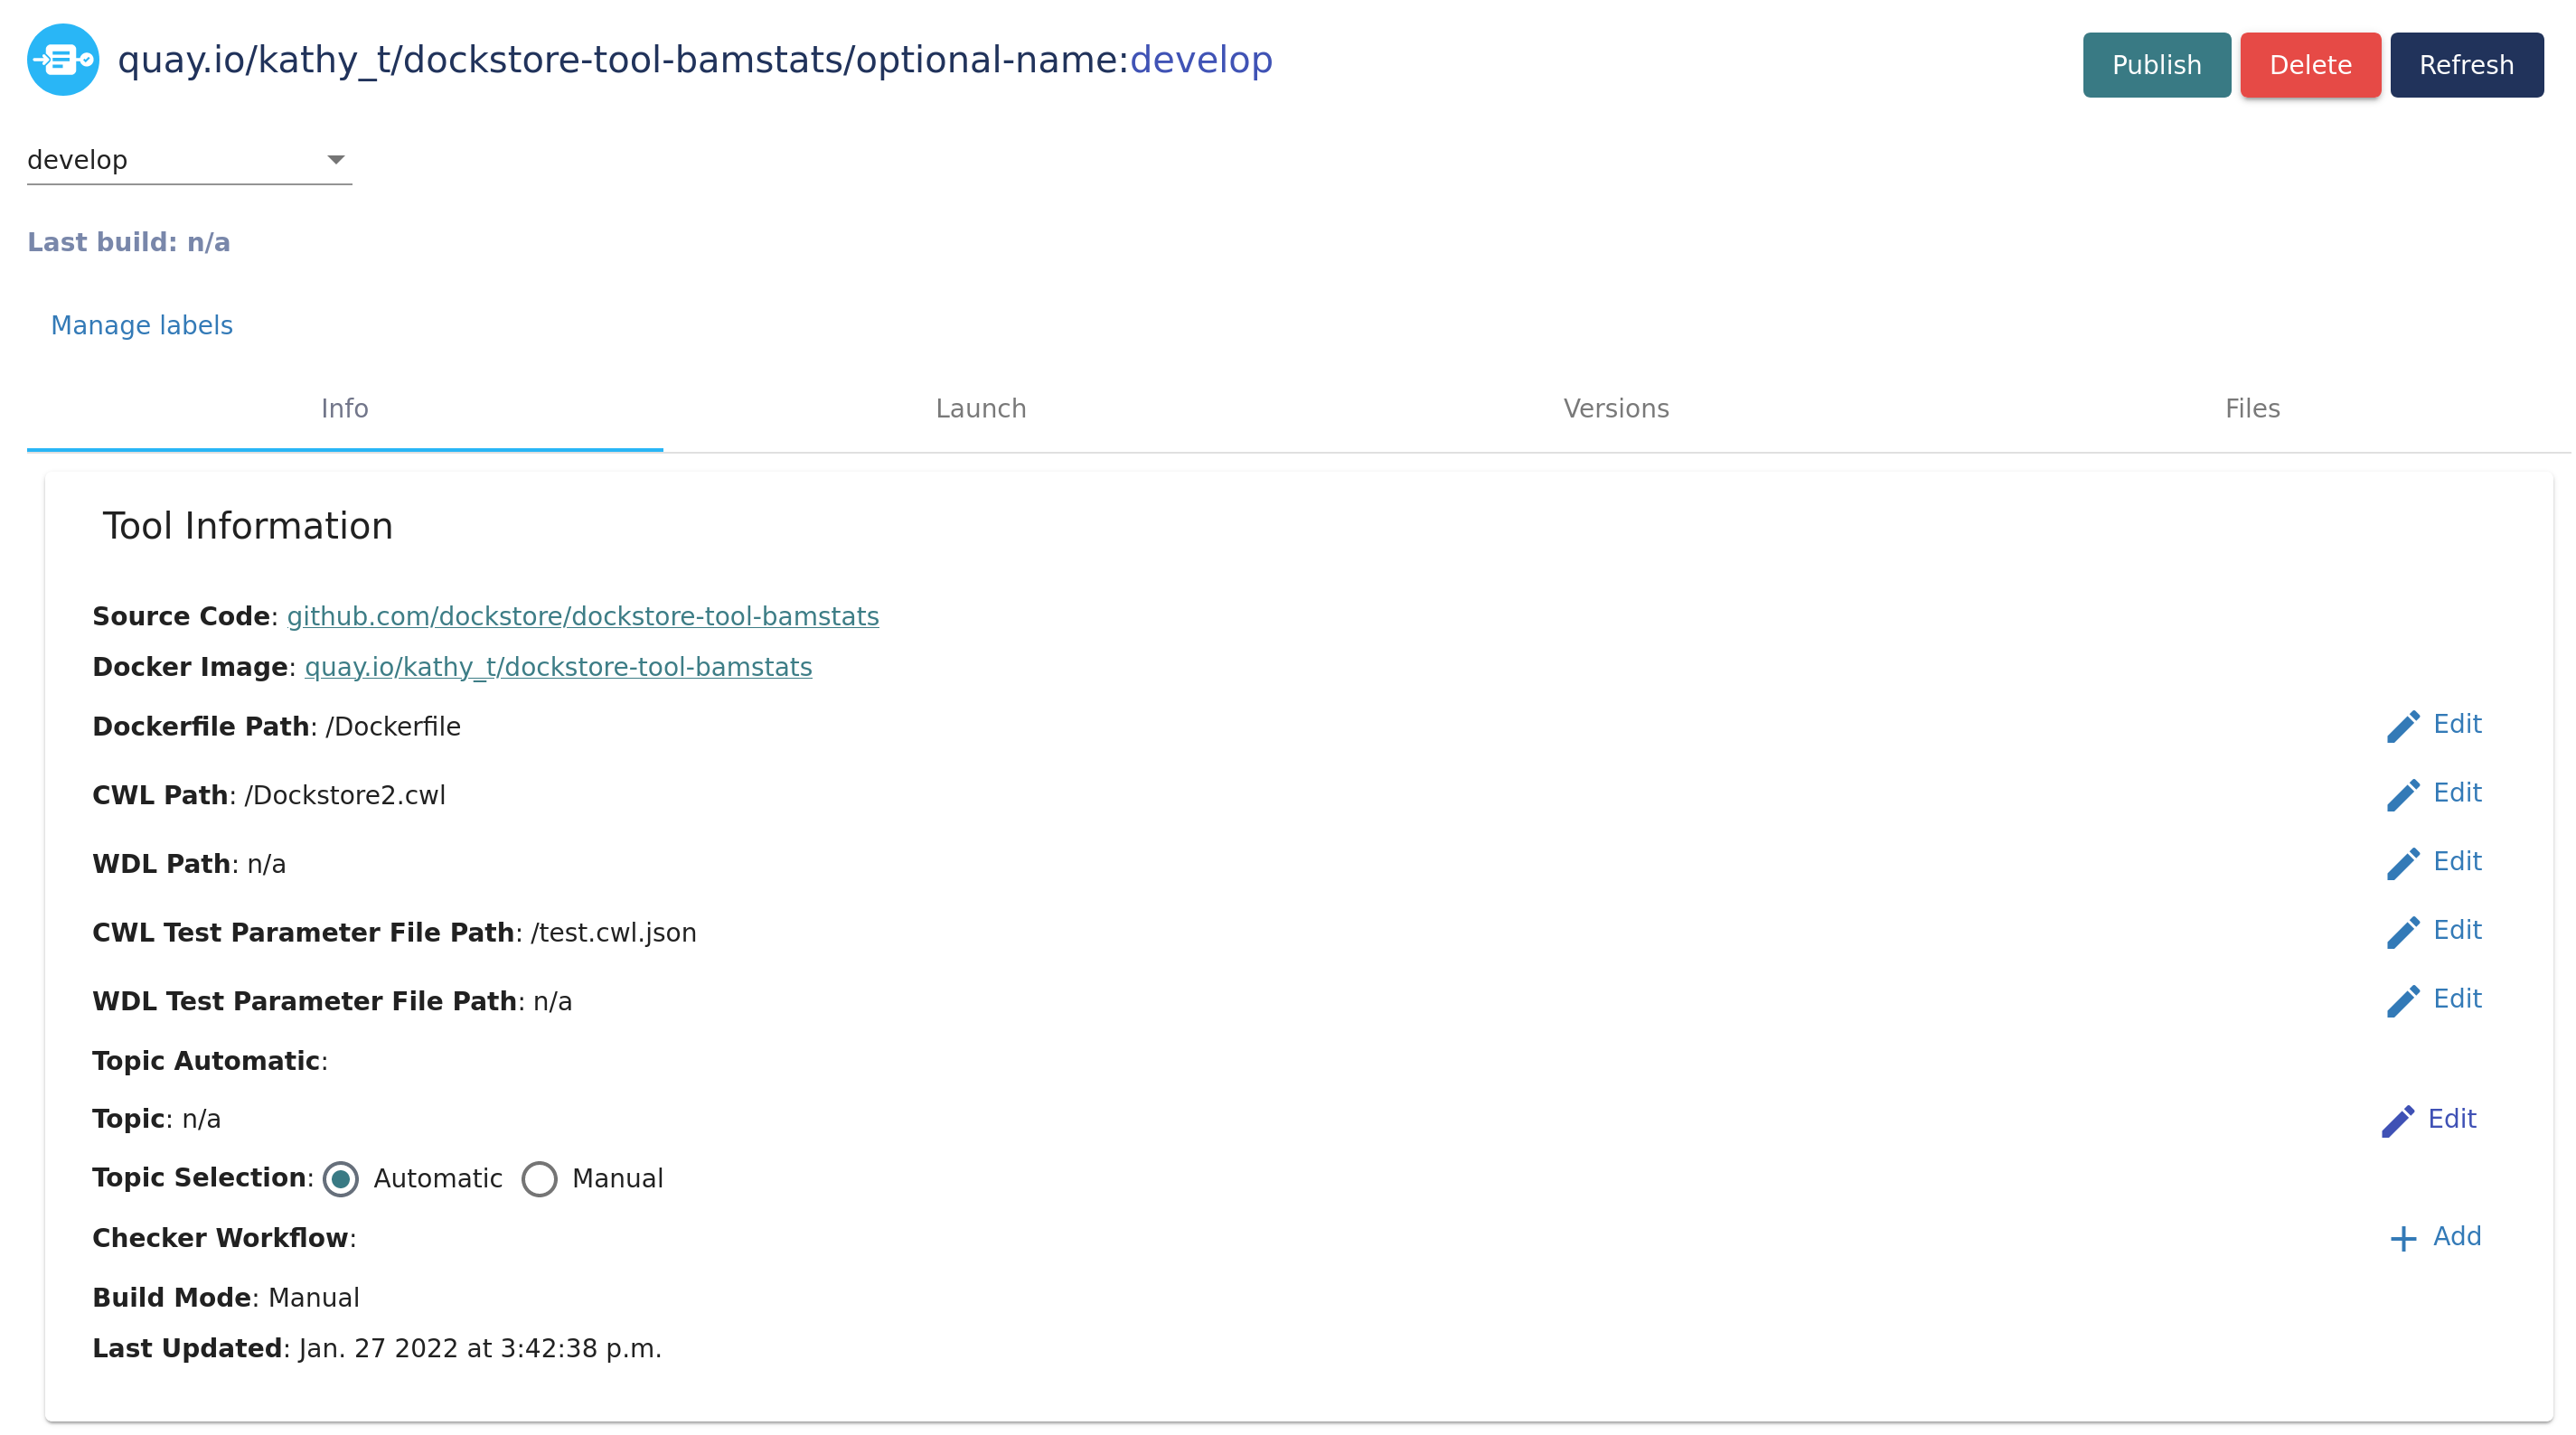 quay.io/kathy_t/dockstore-tool-bamstats/optional-name:develop
Publish Delete Refresh
develop
Last build: n/a
Manage labels
Info Launch Versions Files
Tool Information
Source Code: github.com/dockstore/dockstore-tool-bamstats
Docker Image: quay.io/kathy_t/dockstore-tool-bamstats
Dockerfile Path: /Dockerfile Edit
CWL Path: /Dockstore2.cwl Edit
WDL Path: n/a Edit
CWL Test Parameter File Path: /test.cwl.json Edit
WDL Test Parameter File Path: n/a Edit
Topic Automatic:
Topic: n/a Edit
Topic Selection: Automatic Manual
Checker Workflow: Add
Build Mode: Manual
Last Updated: Jan. 27 2022 at 3:42:38 p.m.